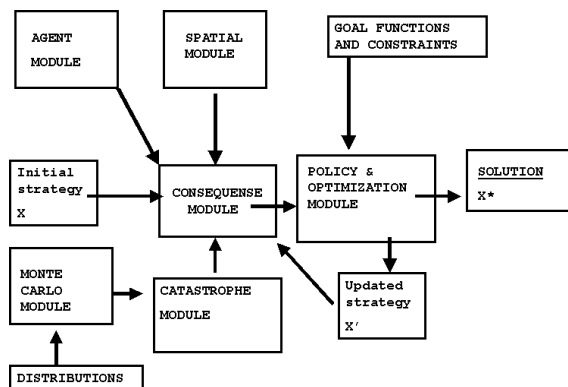 AGENT
MODULE
SPATIAL
MODULE
GOAL FUNCTIONS
AND CONSTRAINTS
Initial
strategy
X
CONSEQUENSE
MODULE
POLICY &
OPTIMIZATION
MODULE
SOLUTION
X*
MONTE
CARLO
MODULE
CATASTROPHE
MODULE
Updated
strategy
X'
DISTRIBUTIONS